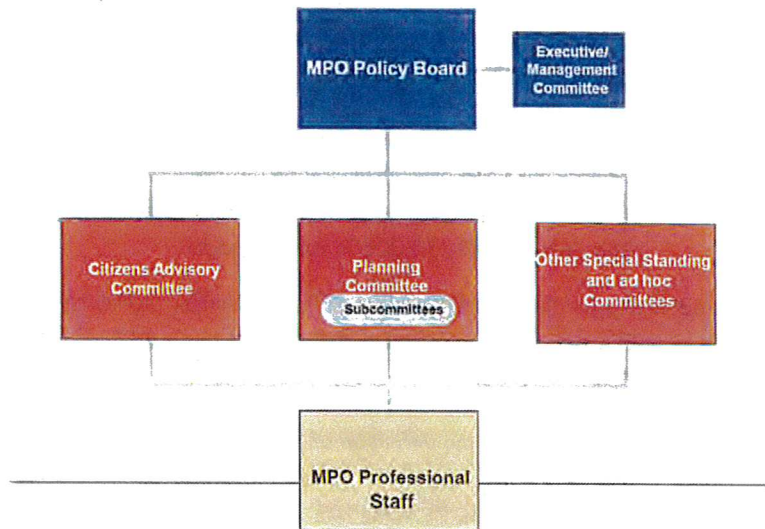 MPO Policy Board
Executive/
Management
Committee
Citizens Advisory
Committee
Planning
Committee
Subcommittees
Other Special Standing
and ad hoc
Committees
MPO Professional
Staff